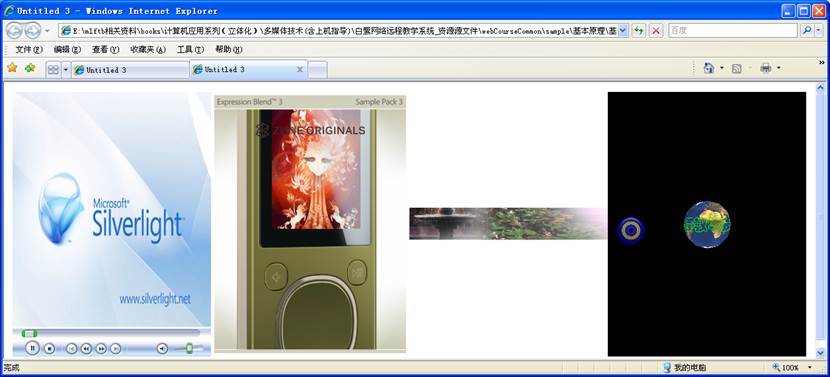 Untitled 3 - Windows Internet Explorer
E:\mlftb相关资料\books\计算机应用系列(立体化)\多媒体技术(含上机指导)\白鳘网络远程教学系统_资源源文件\webCourseCommon\sample\基本原理\基
百度
文件(F) 编辑(E) 查看(V) 收藏夹(A) 工具(T) 帮助(H)
Untitled 3 Untitled 3
Expression Blend™ 3 Sample Pack 3
ZUNE ORIGINALS
Microsoft®
Silverlight™
www.silverlight.net
完成 我的电脑 100%